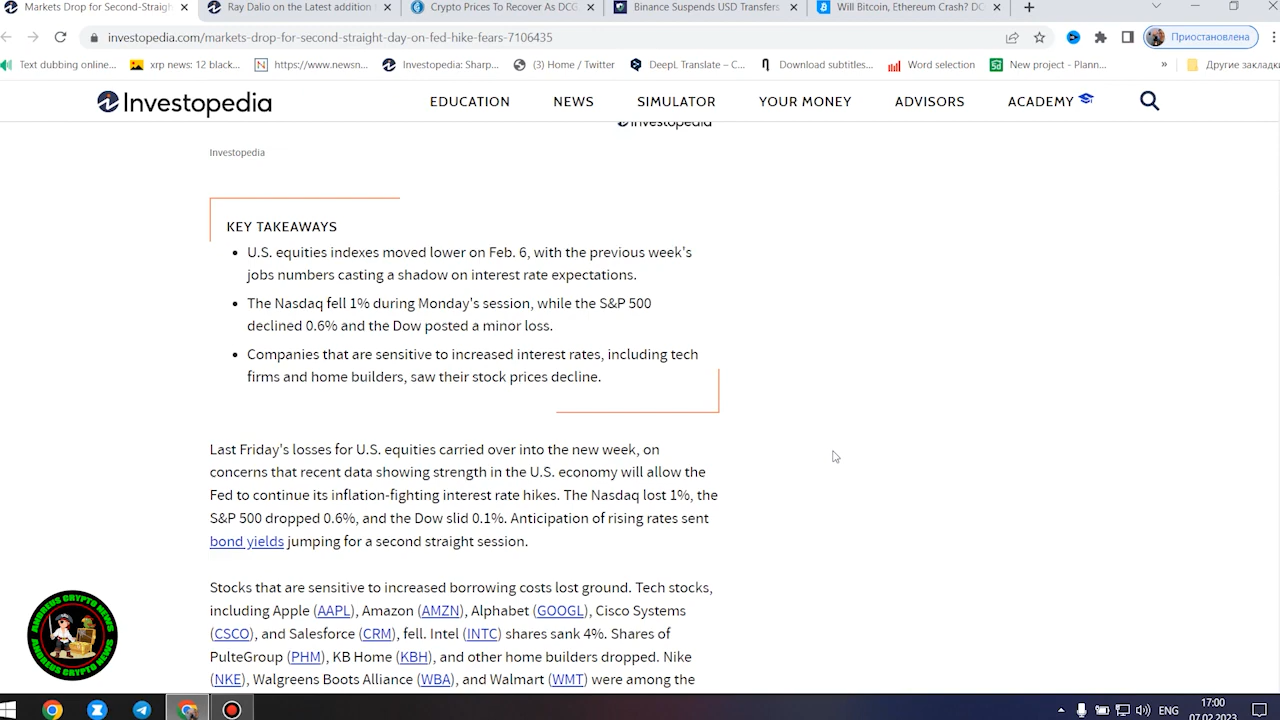 Markets Drop for Second-Straigh
Ray Dalio on the Latest addition
Crypto Prices To Recover As DCG
Binance Suspends USD Transfers
Will Bitcoin, Ethereum Crash? DC
investopedia.com/markets-drop-for-second-straight-day-on-fed-hike-fears-7106435
Приостановлена
Text dubbing online...
xrp news: 12 black...
https://www.newsn...
Investopedia: Sharp...
(3) Home / Twitter
DeepL Translate – C...
Download subtitles...
Word selection
New project - Plann...
»
Другие закладки
Investopedia
EDUCATION
NEWS
SIMULATOR
YOUR MONEY
ADVISORS
ACADEMY
Investopedia
Investopedia
KEY TAKEAWAYS
• U.S. equities indexes moved lower on Feb. 6, with the previous week's
jobs numbers casting a shadow on interest rate expectations.
• The Nasdaq fell 1% during Monday's session, while the S&P 500
declined 0.6% and the Dow posted a minor loss.
• Companies that are sensitive to increased interest rates, including tech
firms and home builders, saw their stock prices decline.
Last Friday's losses for U.S. equities carried over into the new week, on
concerns that recent data showing strength in the U.S. economy will allow the
Fed to continue its inflation-fighting interest rate hikes. The Nasdaq lost 1%, the
S&P 500 dropped 0.6%, and the Dow slid 0.1%. Anticipation of rising rates sent
bond yields jumping for a second straight session.
Stocks that are sensitive to increased borrowing costs lost ground. Tech stocks,
including Apple (AAPL), Amazon (AMZN), Alphabet (GOOGL), Cisco Systems
(CSCO), and Salesforce (CRM), fell. Intel (INTC) shares sank 4%. Shares of
PulteGroup (PHM), KB Home (KBH), and other home builders dropped. Nike
(NKE), Walgreens Boots Alliance (WBA), and Walmart (WMT) were among the
ANDREUS CRYPTO NEWS
ANDREUS CRYPTO NEWS
ENG
17:00
07.02.2023